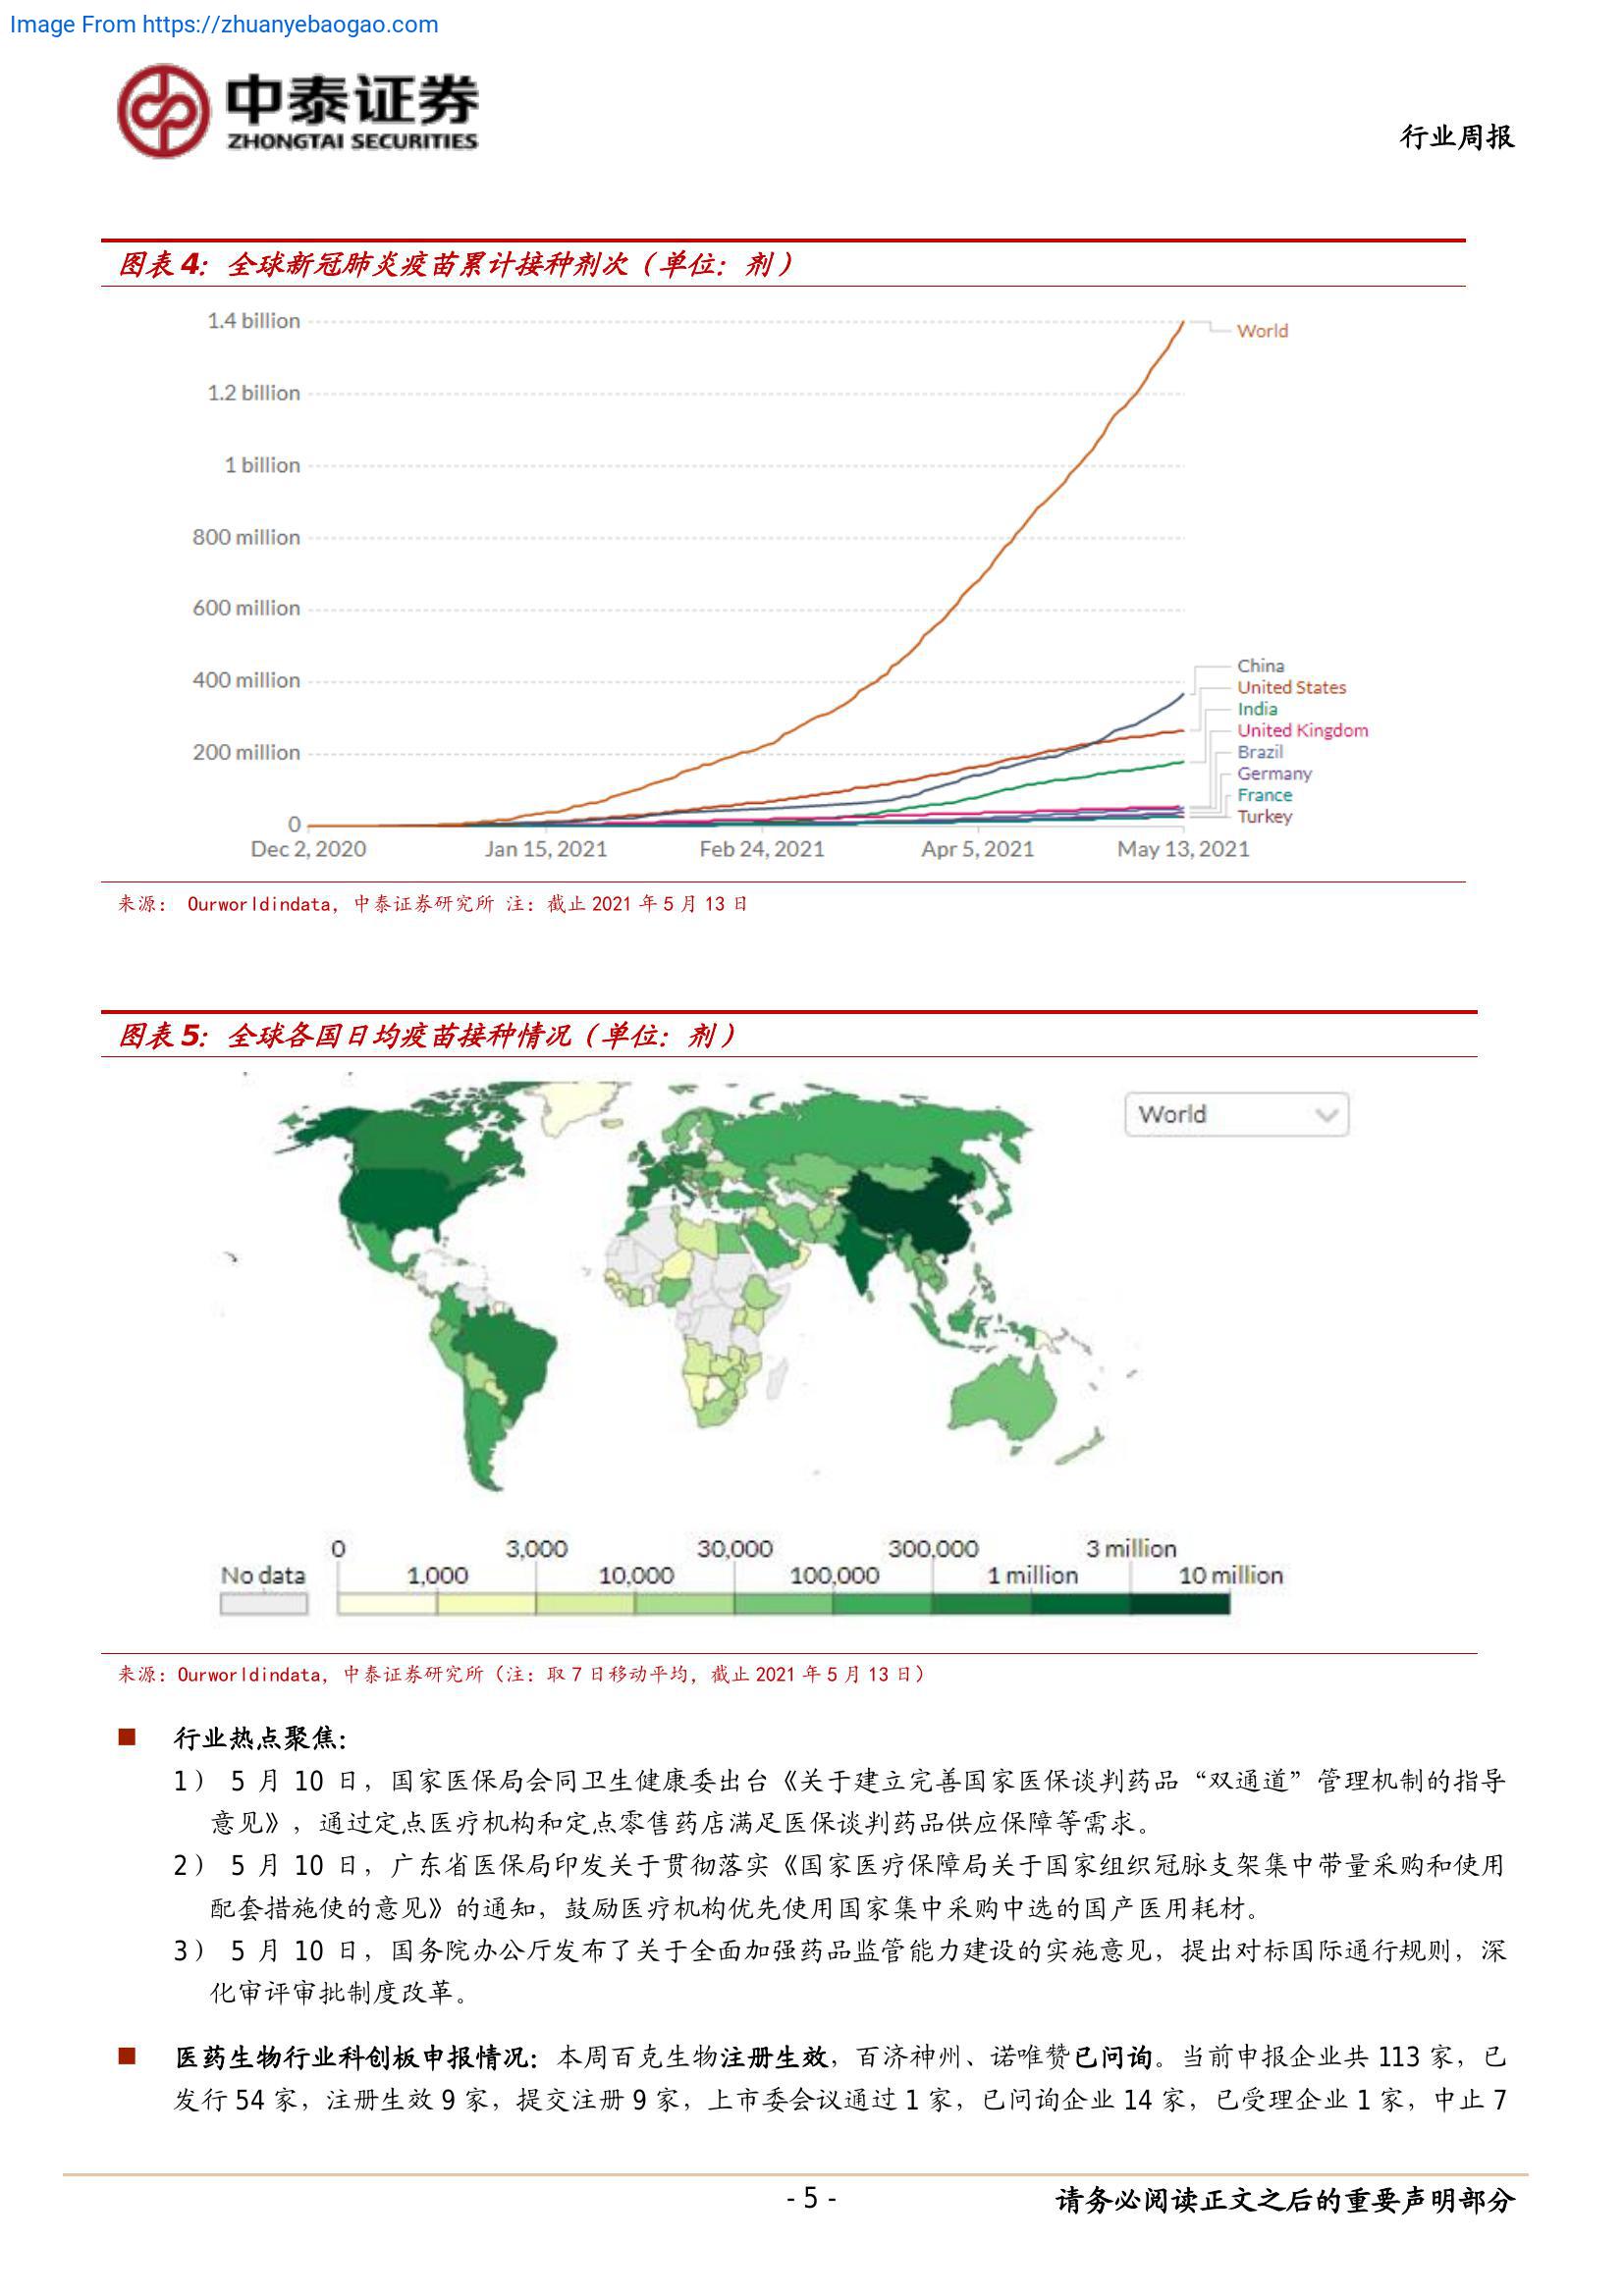 Image From https://zhuanyebaogao.com
中泰证券
ZHONGTAI SECURITIES
行业周报
图表 4：全球新冠肺炎疫苗累计接种剂次（单位：剂）
1.4 billion
World
1.2 billion
1 billion
800 million
600 million
400 million
200 million
0
China
United States
India
United Kingdom
Brazil
Germany
France
Turkey
Dec 2, 2020
Jan 15, 2021
Feb 24, 2021
Apr 5, 2021
May 13, 2021
来源： Ourworldindata，中泰证券研究所 注：截止 2021 年 5 月 13 日
图表 5：全球各国日均疫苗接种情况（单位：剂）
World
0 3,000 30,000 300,000 3 million
No data 1,000 10,000 100,000 1 million 10 million
来源：Ourworldindata，中泰证券研究所（注：取 7 日移动平均，截止 2021 年 5 月 13 日）
■ 行业热点聚焦：
1） 5 月 10 日，国家医保局会同卫生健康委出台《关于建立完善国家医保谈判药品“双通道”管理机制的指导
意见》，通过定点医疗机构和定点零售药店满足医保谈判药品供应保障等需求。
2） 5 月 10 日，广东省医保局印发关于贯彻落实《国家医疗保障局关于国家组织冠脉支架集中带量采购和使用
配套措施使的意见》的通知，鼓励医疗机构优先使用国家集中采购中选的国产医用耗材。
3） 5 月 10 日，国务院办公厅发布了关于全面加强药品监管能力建设的实施意见，提出对标国际通行规则，深
化审评审批制度改革。
■ 医药生物行业科创板申报情况：本周百克生物注册生效，百济神州、诺唯赞已问询。当前申报企业共 113 家，已
发行 54 家，注册生效 9 家，提交注册 9 家，上市委会议通过 1 家，已问询企业 14 家，已受理企业 1 家，中止 7
- 5 -
请务必阅读正文之后的重要声明部分